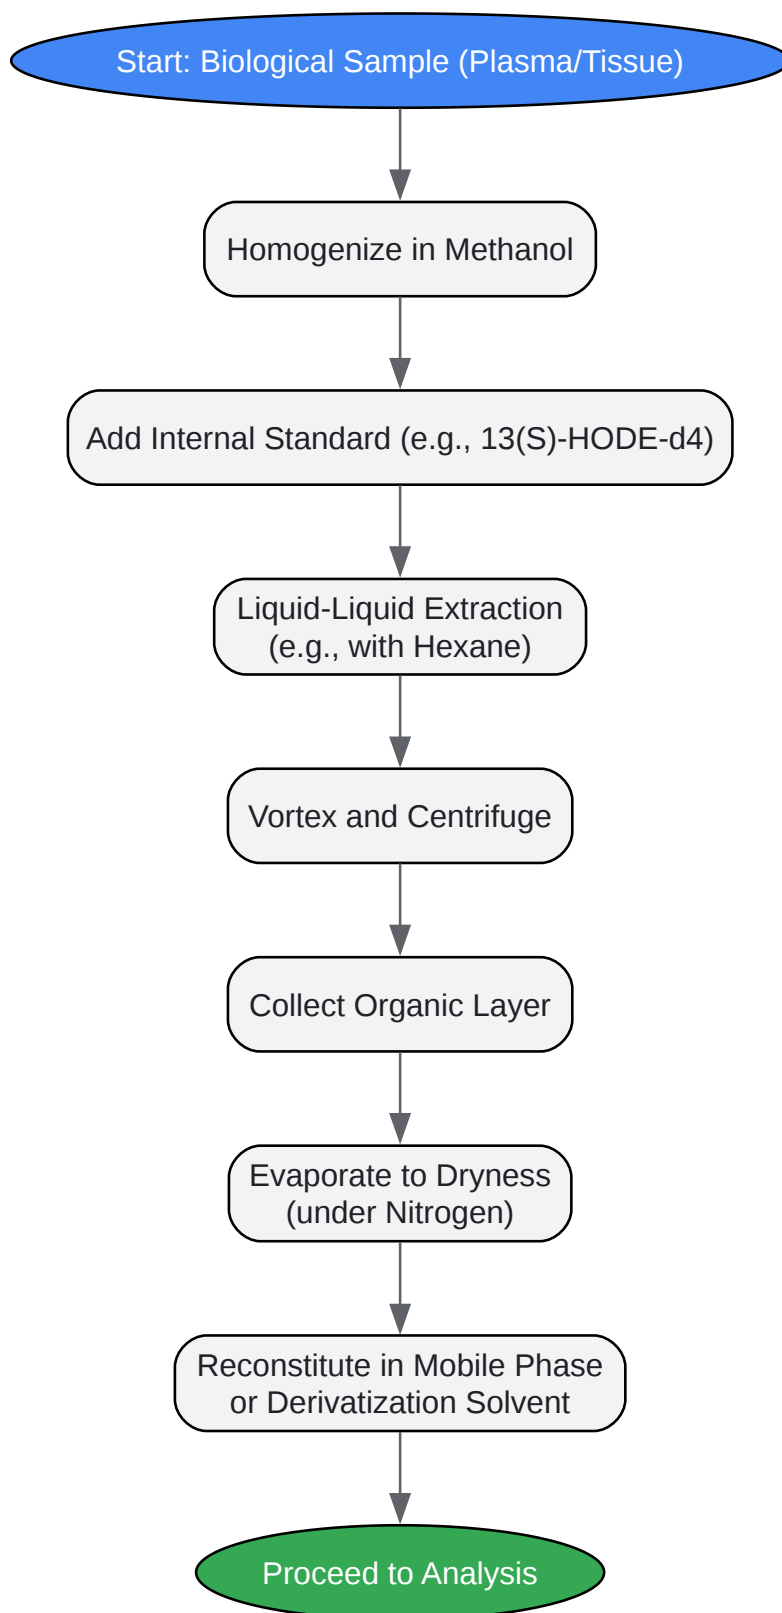 Start: Biological Sample (Plasma/Tissue)
Homogenize in Methanol
Add Internal Standard (e.g., 13(S)-HODE-d4)
Liquid-Liquid Extraction
(e.g., with Hexane)
Vortex and Centrifuge
Collect Organic Layer
Evaporate to Dryness
(under Nitrogen)
Reconstitute in Mobile Phase
or Derivatization Solvent
Proceed to Analysis